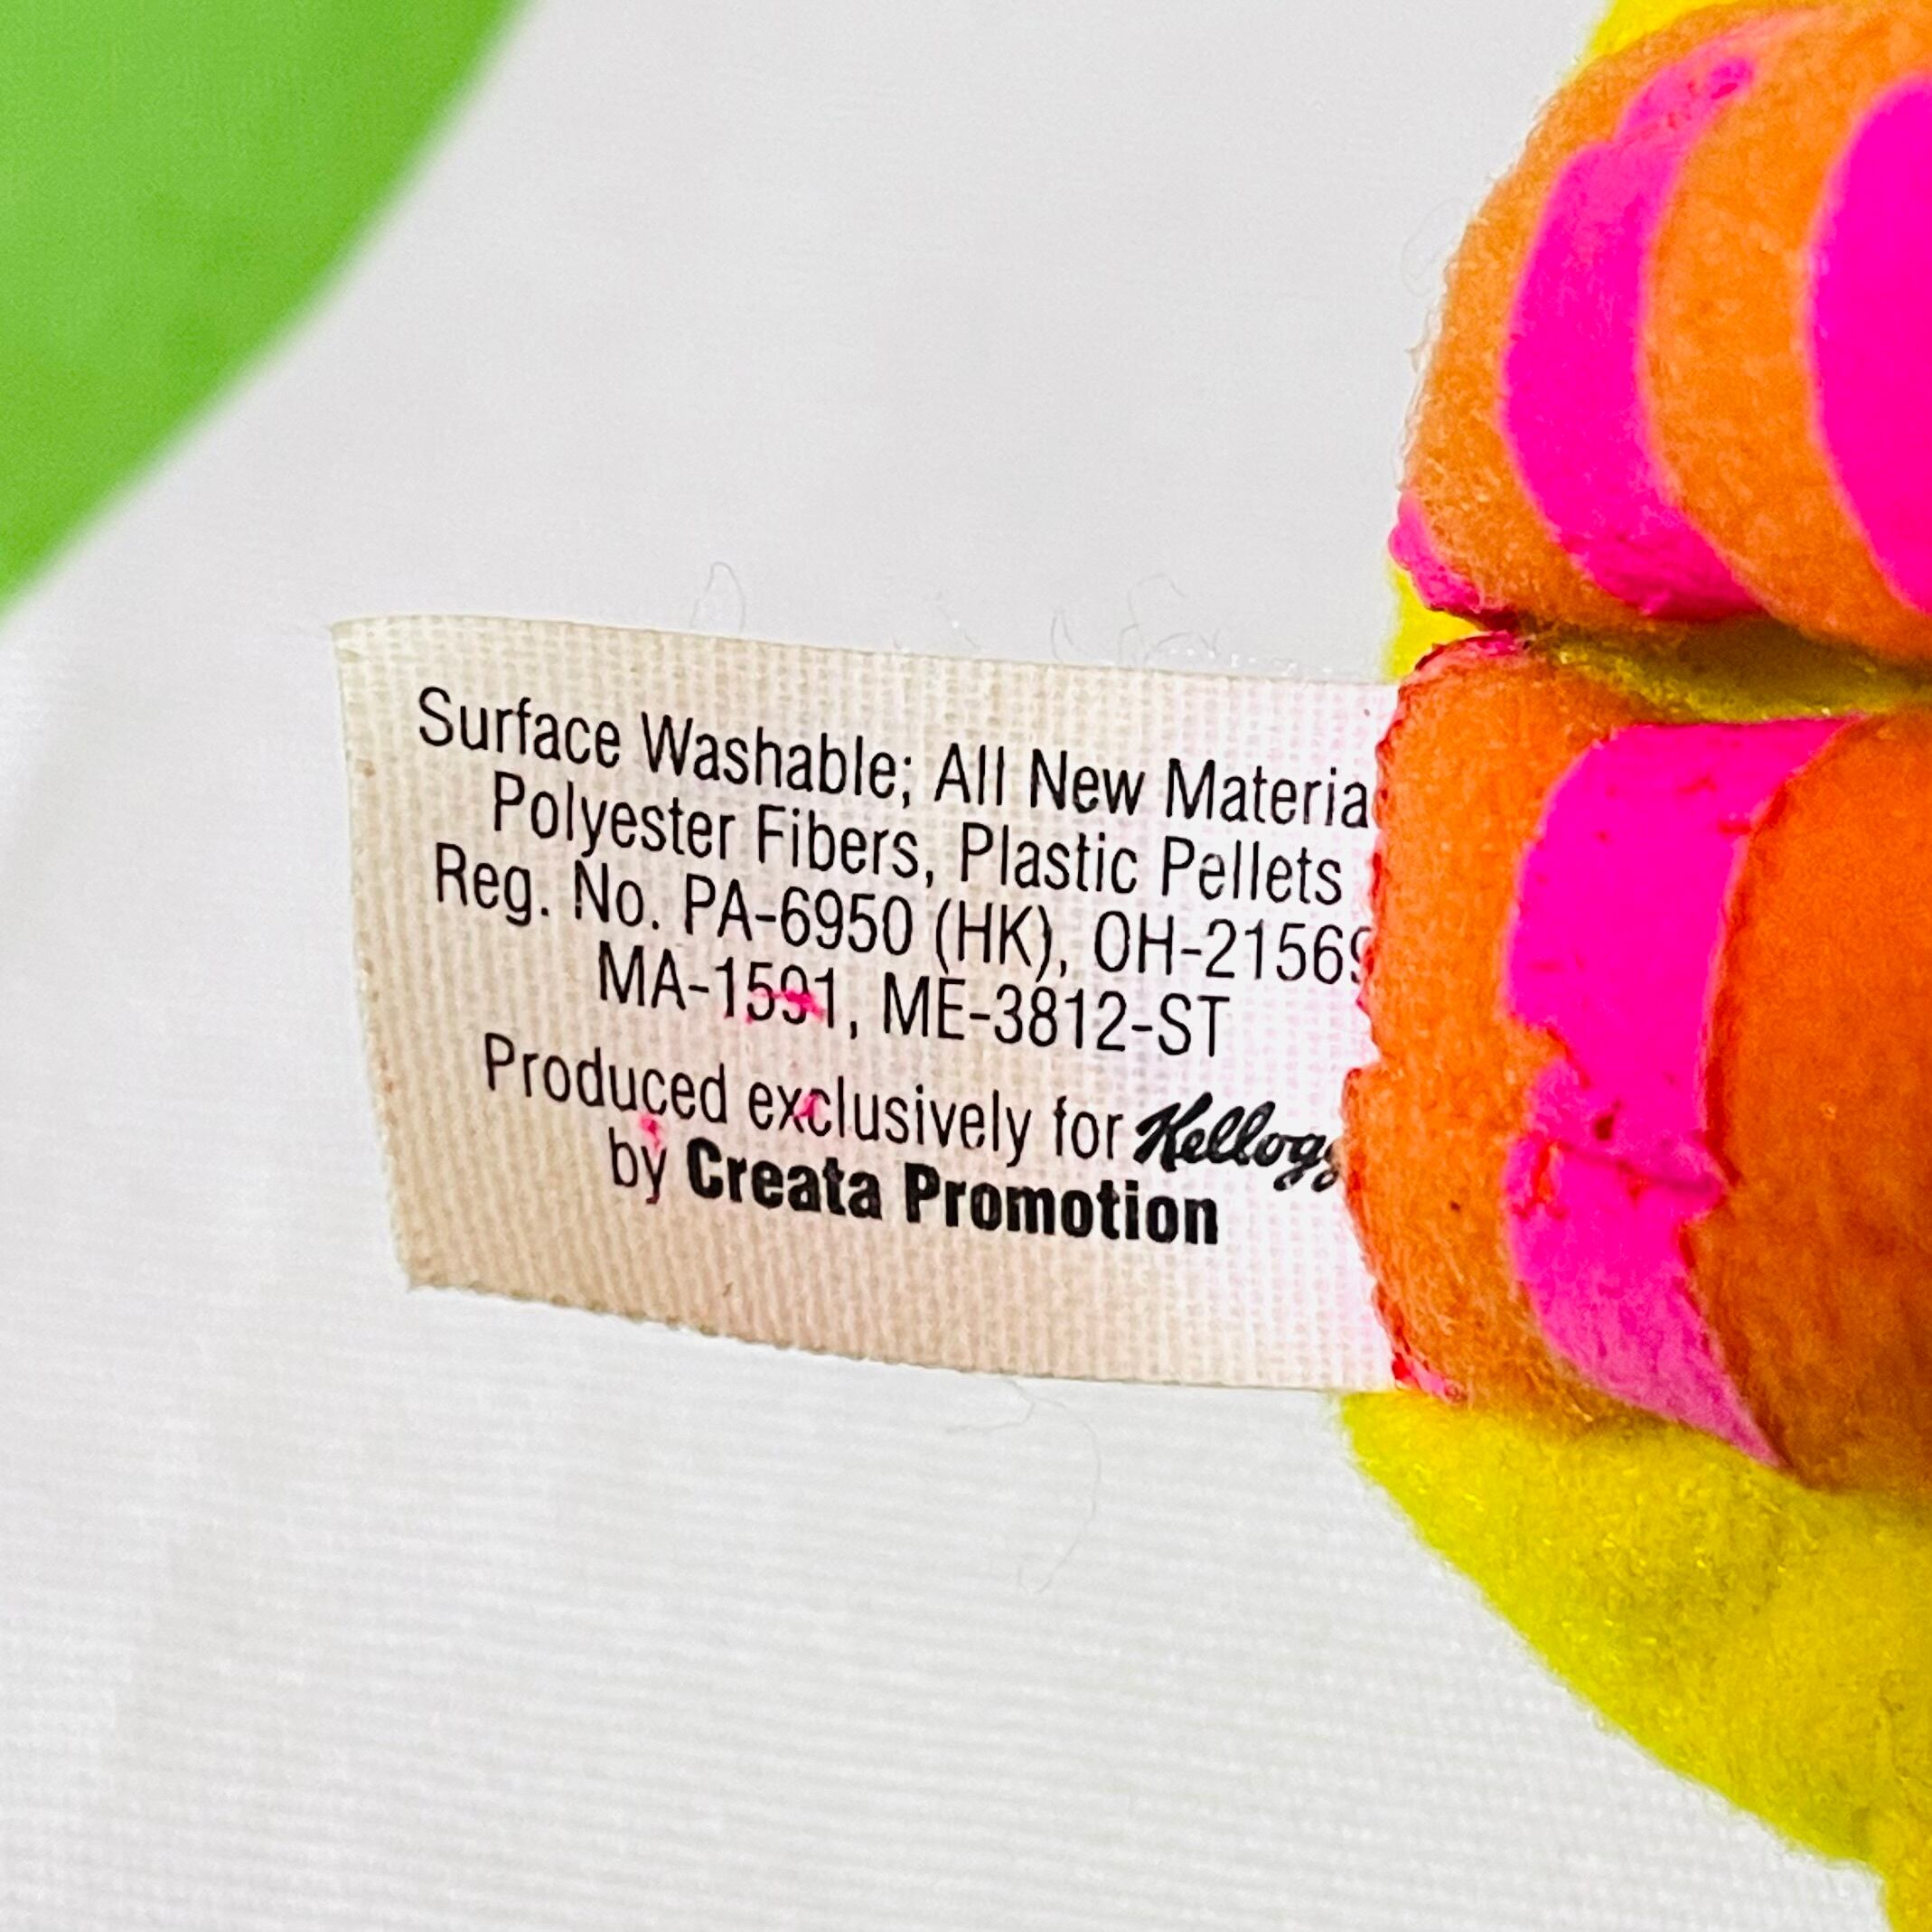 Surface Washable; All New Materia
Polyester Fibers, Plastic Pellets
Reg. No. PA-6950 (HK), OH-21569
MA-1591, ME-3812-ST
Produced exclusively for Kellogg
by Creata Promotion